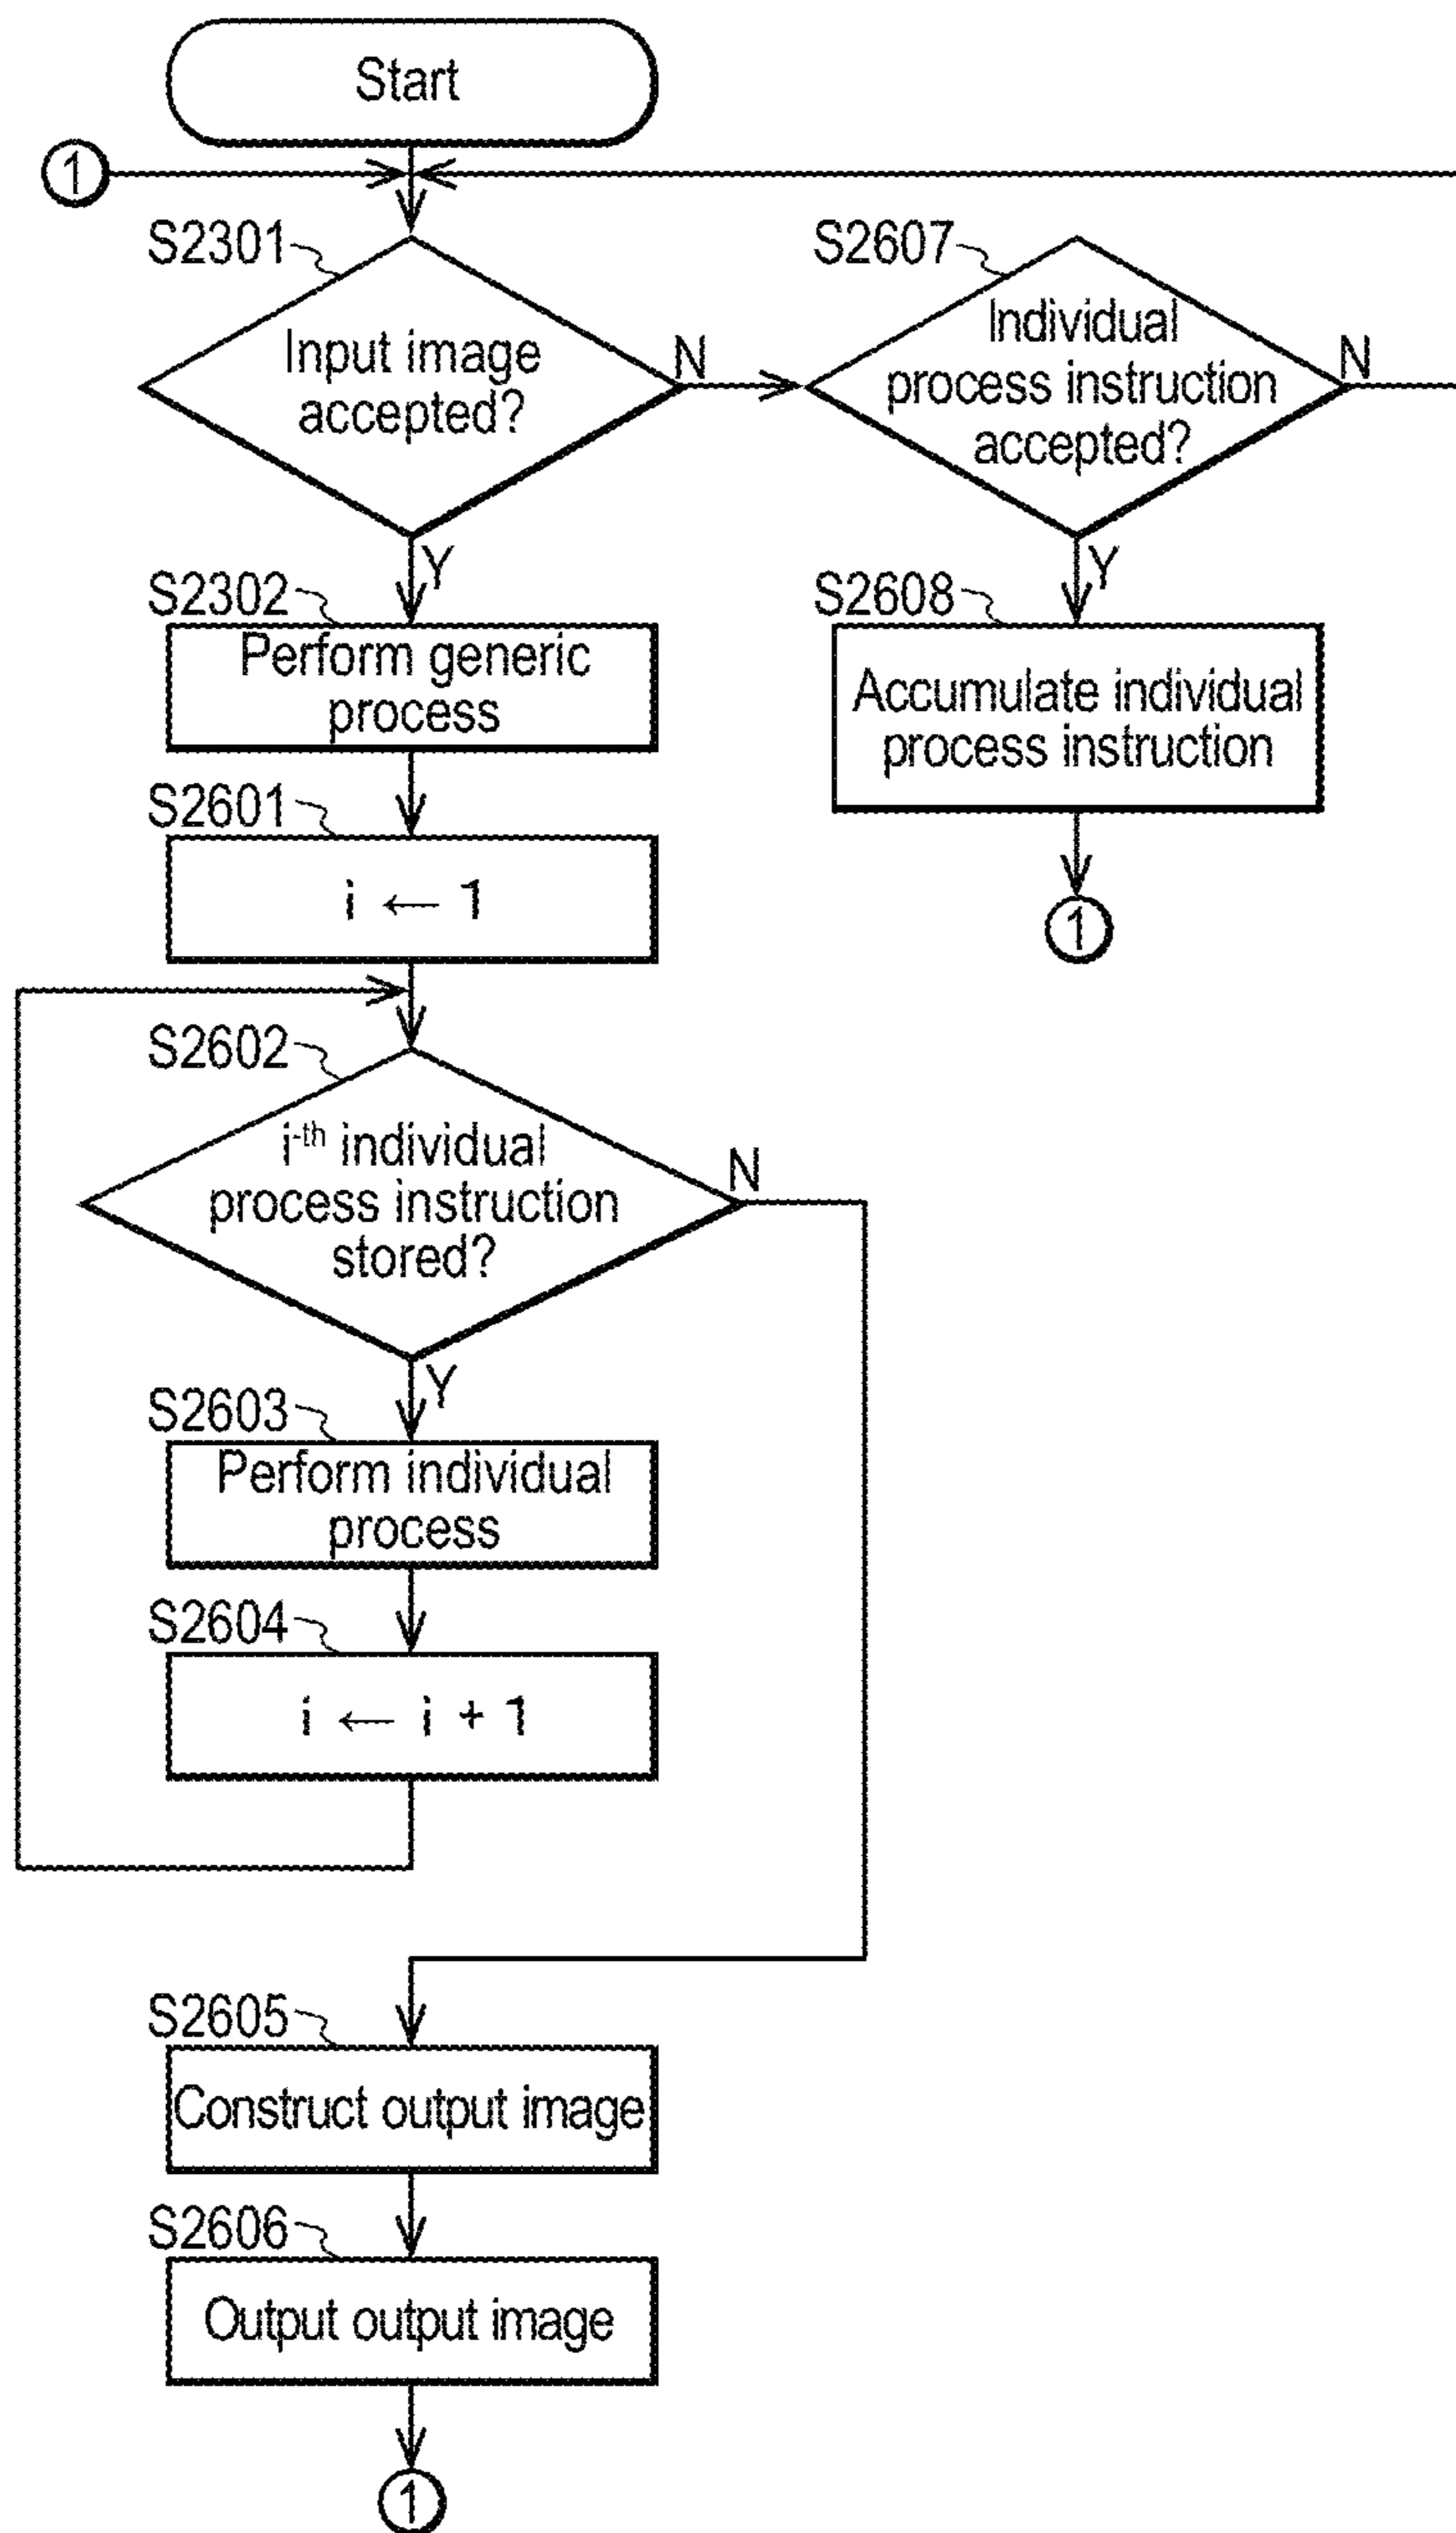 Start
1
S2301
Input image
accepted?
N
Y
S2607
Individual
process instruction
accepted?
N
Y
S2302
Perform generic
process
S2608
Accumulate individual
process instruction
1
S2601
i ← 1
S2602
i-th individual
process instruction
stored?
N
Y
S2603
Perform individual
process
S2604
i ← i + 1
S2605
Construct output image
S2606
Output output image
1